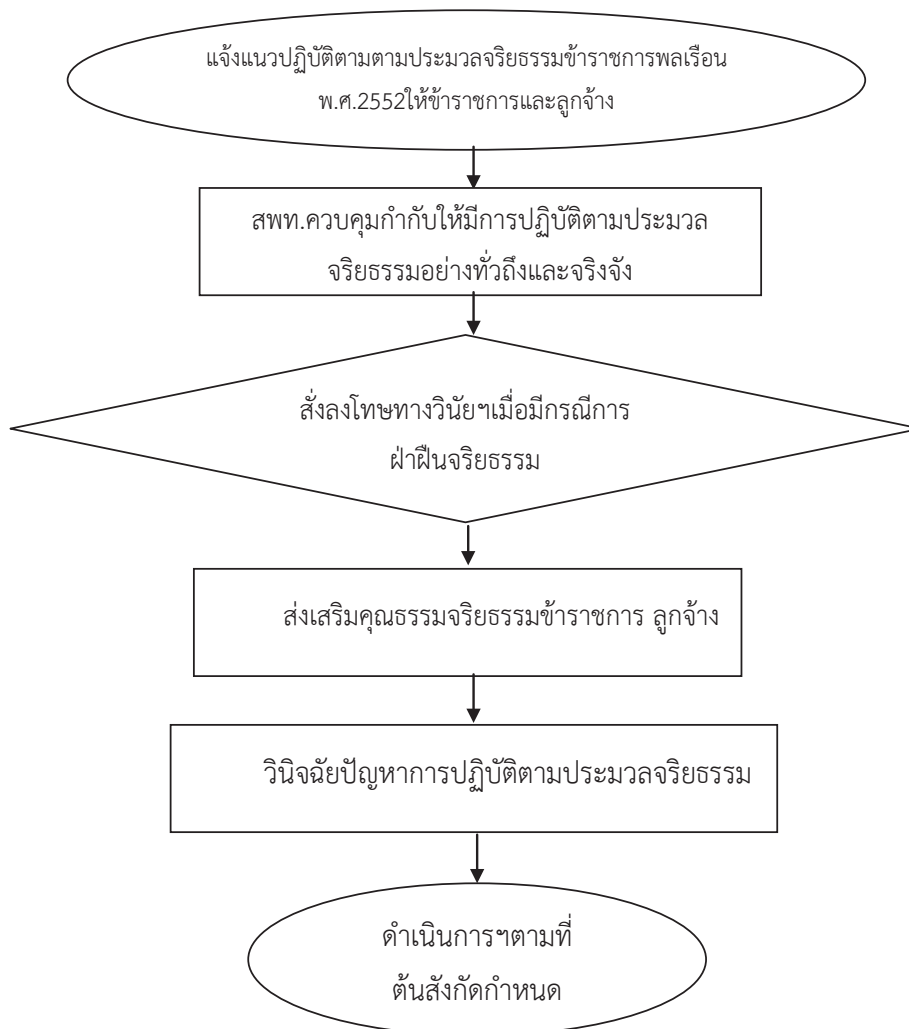 แจ้งแนวปฏิบัติตามตามประมวลจริยธรรมข้าราชการพลเรือน
พ.ศ.2552ให้ข้าราชการและลูกจ้าง
สพท.ควบคุมกำกับให้มีการปฏิบัติตามประมวล
จริยธรรมอย่างทั่วถึงและจริงจัง
สั่งลงโทษทางวินัยฯเมื่อมีกรณีการ
ฝ่าฝืนจริยธรรม
ส่งเสริมคุณธรรมจริยธรรมข้าราชการ ลูกจ้าง
วินิจฉัยปัญหาการปฏิบัติตามประมวลจริยธรรม
ดำเนินการฯตามที่
ต้นสังกัดกำหนด